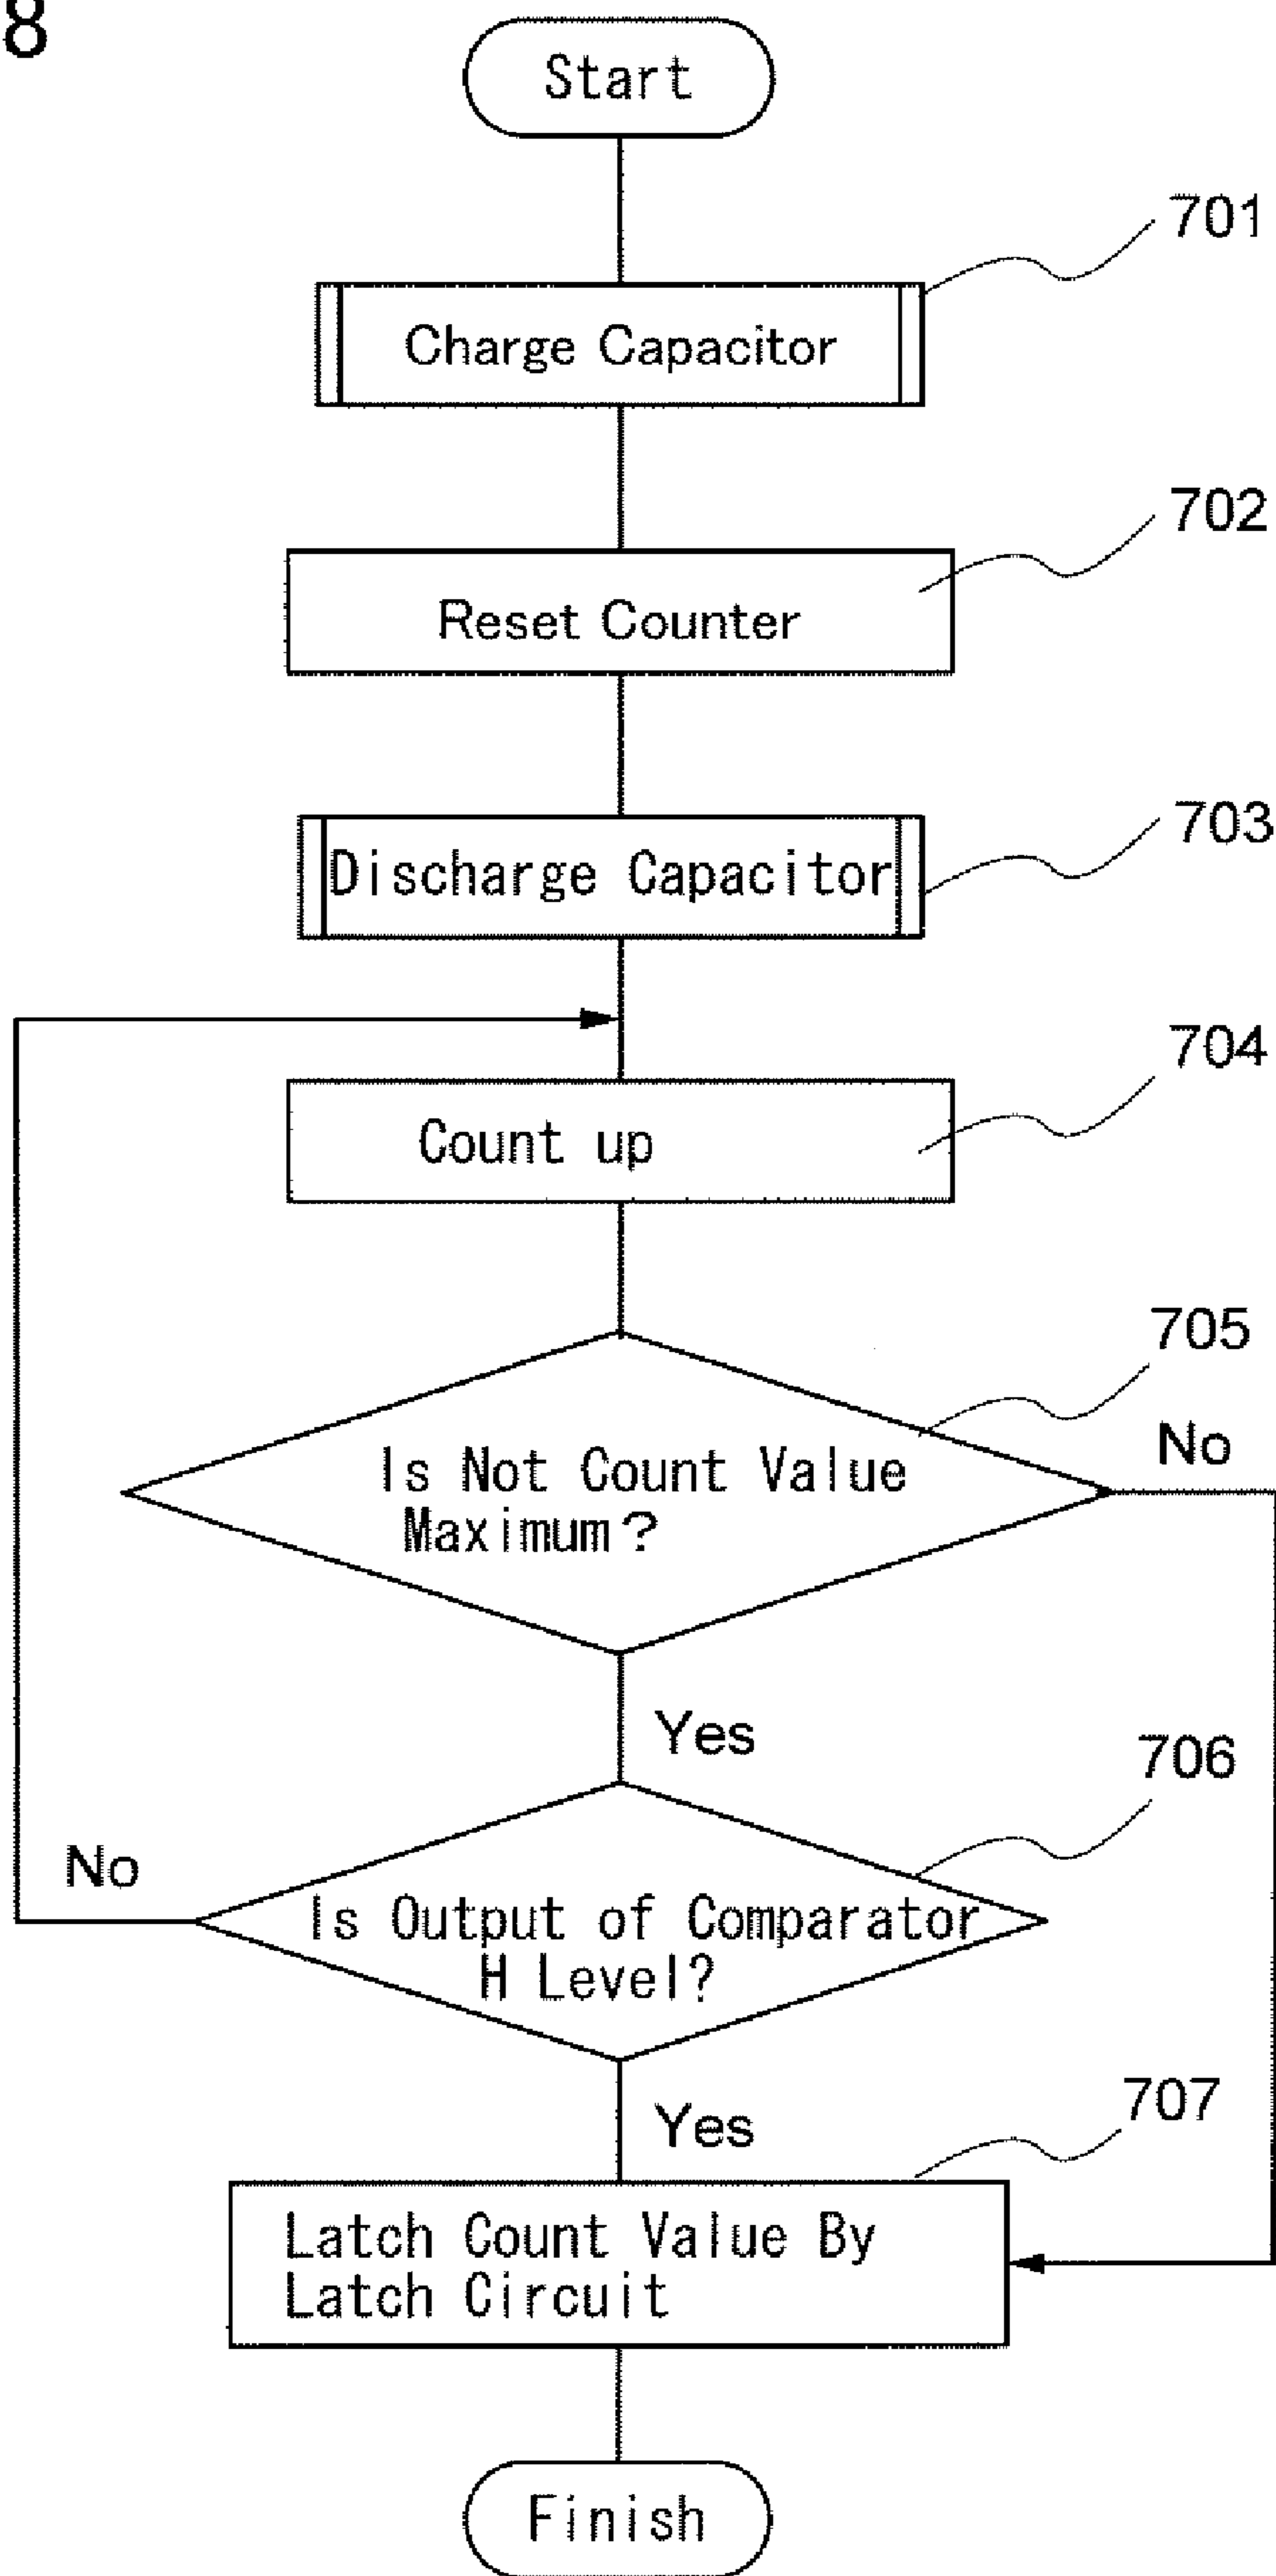 8
Start
701
Charge Capacitor
702
Reset Counter
703
Discharge Capacitor
704
Count up
705
Is Not Count Value
Maximum?
No
Yes
706
No
Is Output of Comparator
H Level?
Yes
707
Latch Count Value By
Latch Circuit
Finish